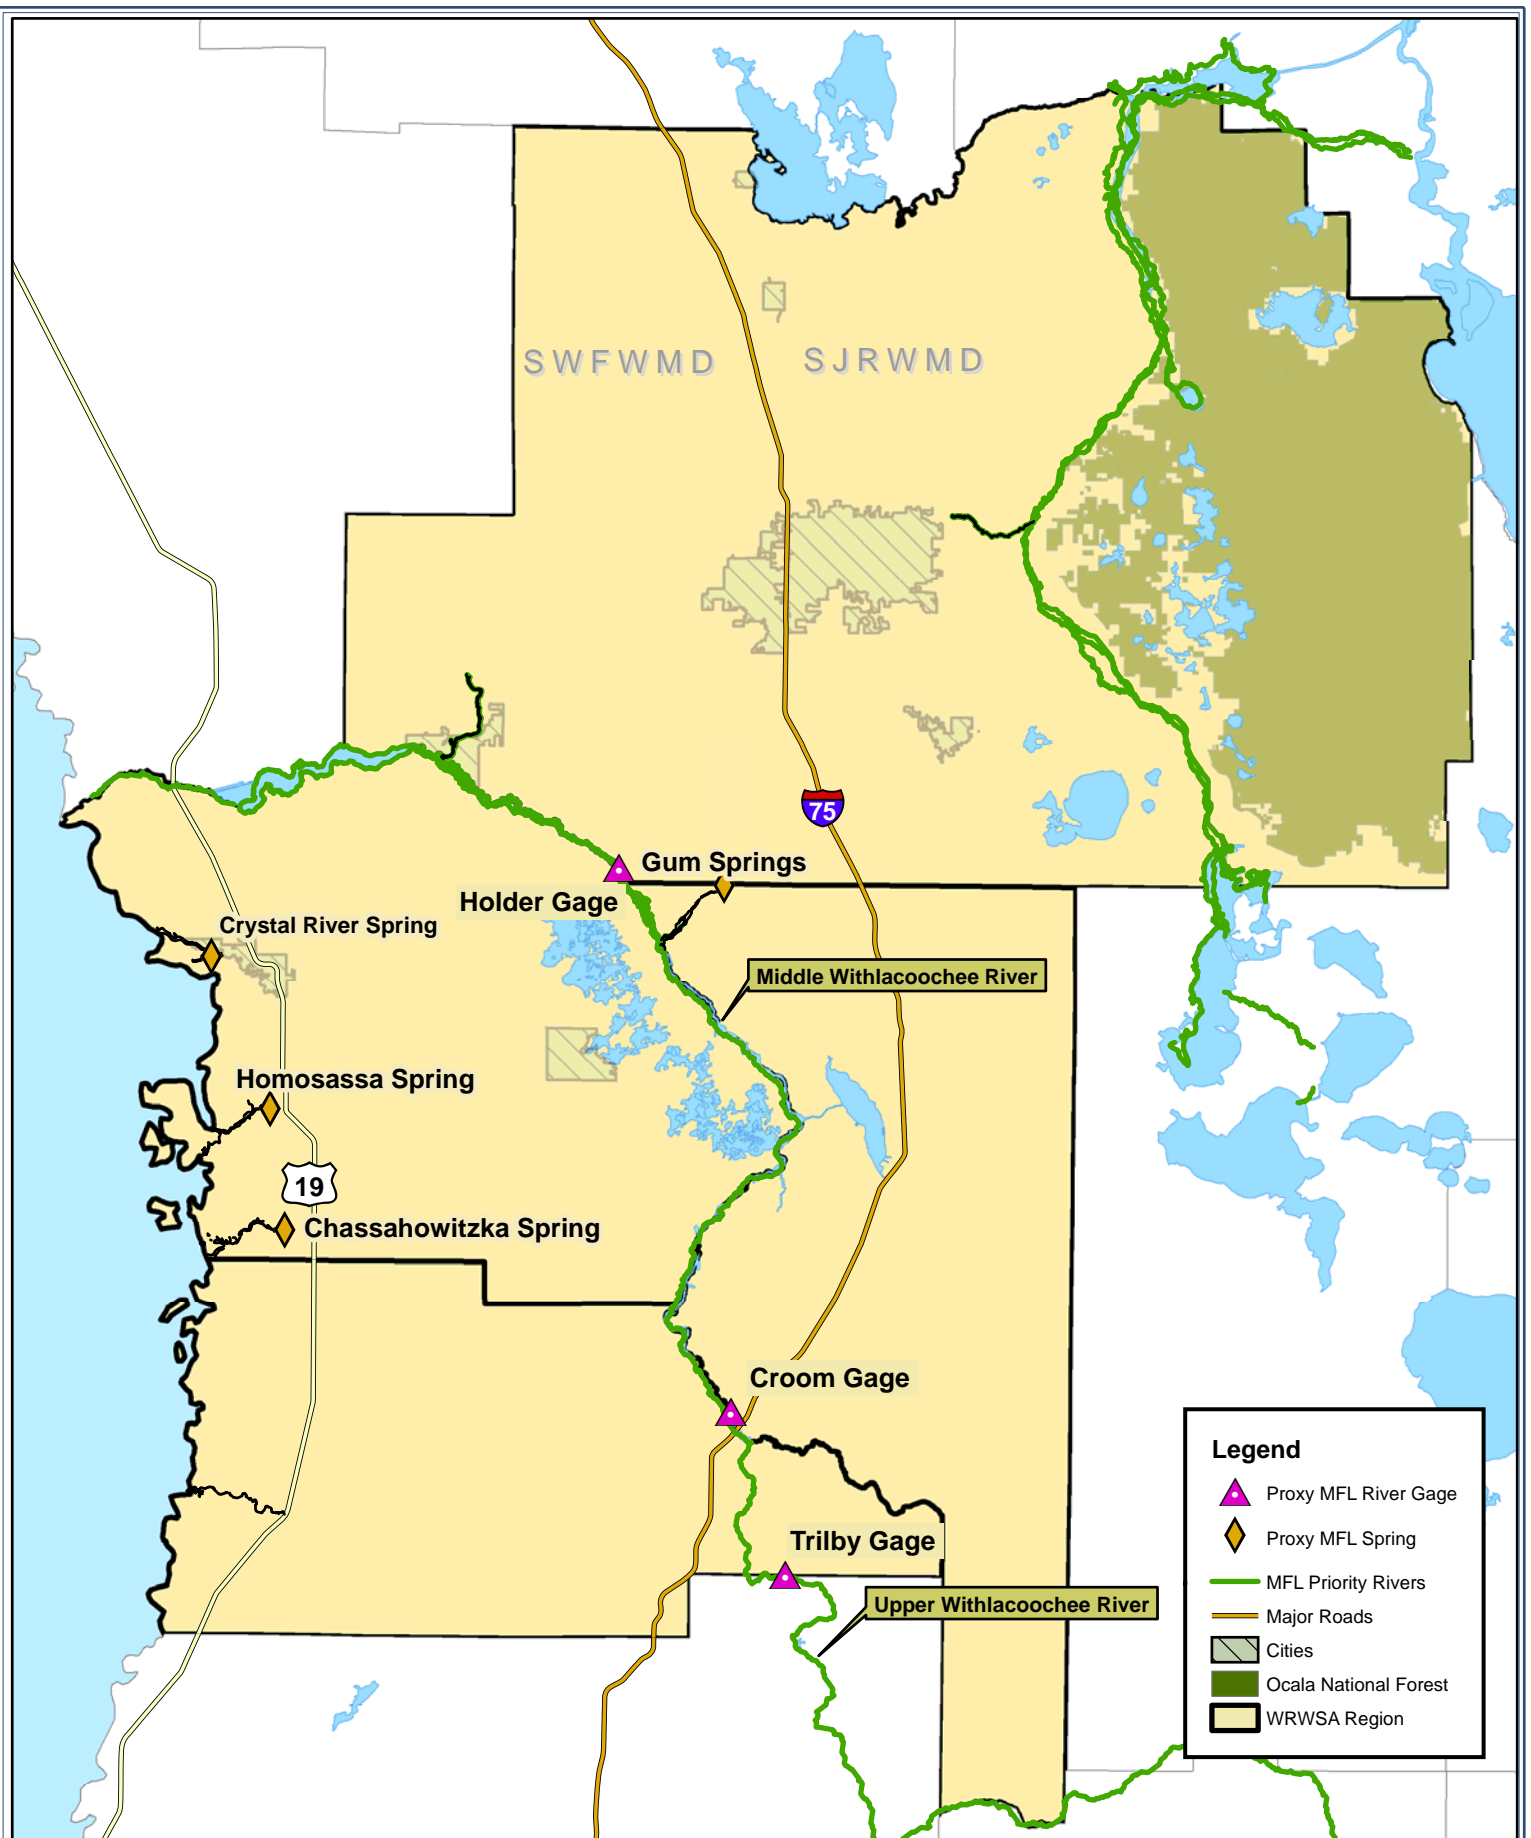 SWFWMD
SJRWMD
75
Gum Springs
Holder Gage
Crystal River Spring
Middle Withlacoochee River
Homosassa Spring
19
Chassahowitzka Spring
Croom Gage
Trilby Gage
Upper Withlacoochee River
Legend
Proxy MFL River Gage
Proxy MFL Spring
MFL Priority Rivers
Major Roads
Cities
Ocala National Forest
WRWSA Region